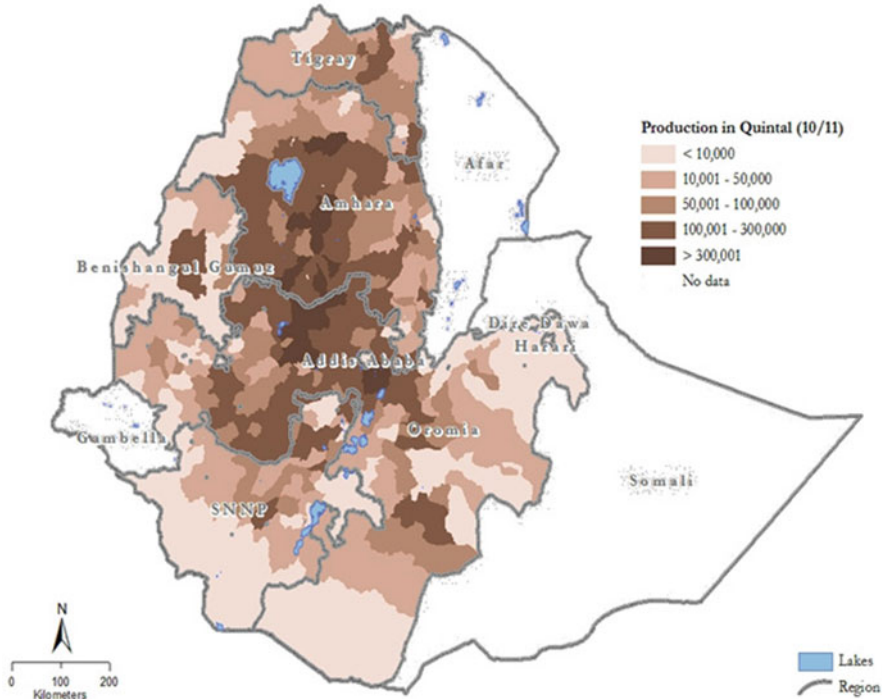 Tigray
Production in Quintal (10/11)
< 10,000
10,001 - 50,000
50,001 - 100,000
100,001 - 300,000
> 300,001
No data
Afar
Amhara
Benishangul Gumuz
Dire Dawa
Harari
Addis Ababa
Gambella
Oromia
Somali
SNNP
N
0 100 200
Kilometers
Lakes
Region